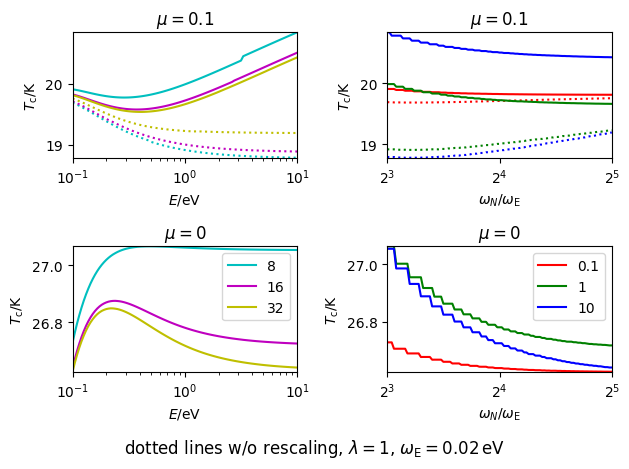 μ = 0.1
T_c/K
20
19
10^−1
10^0
10^1
E/eV
μ = 0.1
T_c/K
20
19
2^3
2^4
2^5
ω_N/ω_E
μ = 0
T_c/K
27.0
26.8
8
16
32
10^−1
10^0
10^1
E/eV
μ = 0
T_c/K
27.0
26.8
0.1
1
10
2^3
2^4
2^5
ω_N/ω_E
dotted lines w/o rescaling, λ = 1, ω_E = 0.02 eV